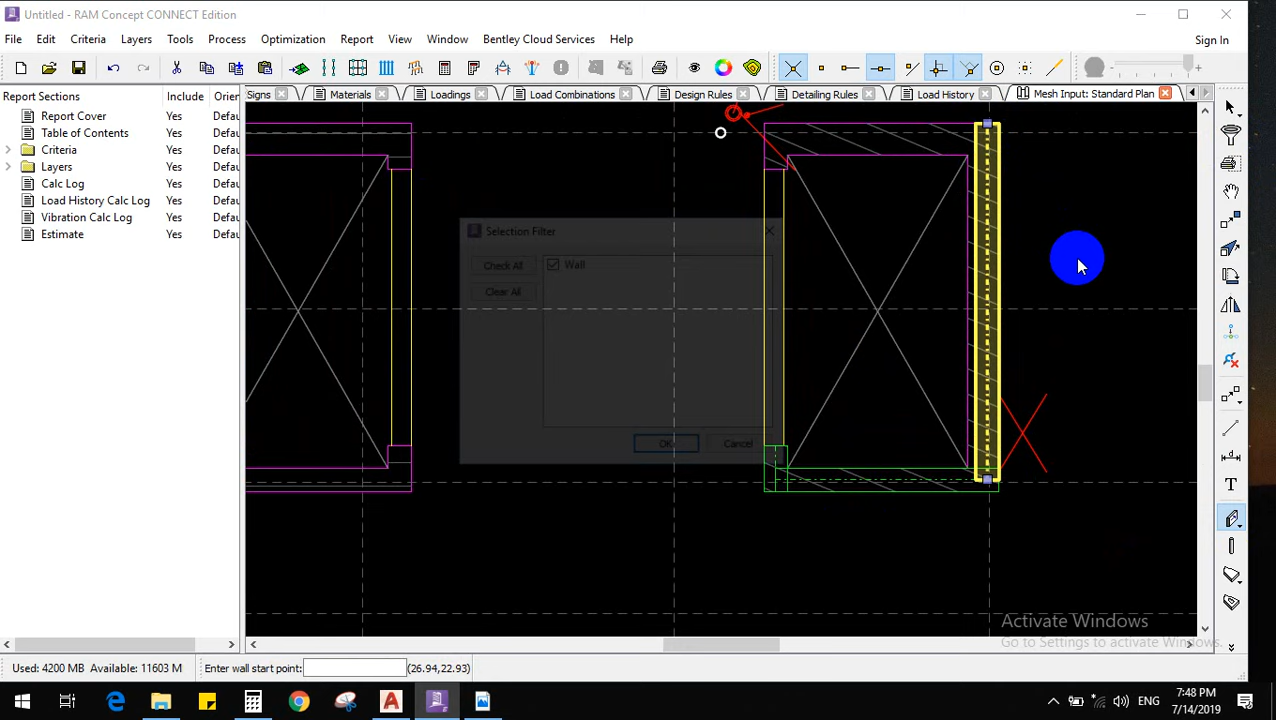 Untitled - RAM Concept CONNECT Edition
File Edit Criteria Layers Tools Process Optimization Report View Window Bentley Cloud Services Help
Sign In
Report Sections Include Orien
Signs Materials Loadings Load Combinations Design Rules Detailing Rules Load History Mesh Input: Standard Plan
Report Cover Yes Defau
Table of Contents Yes Defau
Criteria Yes Defau
Layers Yes Defau
Calc Log Yes Defau
Load History Calc Log Yes Defau
Vibration Calc Log Yes Defau
Estimate Yes Defau
Selection Filter
Check All
Wall
Clear All
OK
Cancel
T
Activate Windows
Go to Settings to activate Windows.
Used: 4200 MB Available: 11603 M
Enter wall start point:
(26.94,22.93)
ENG
7:48 PM
7/14/2019